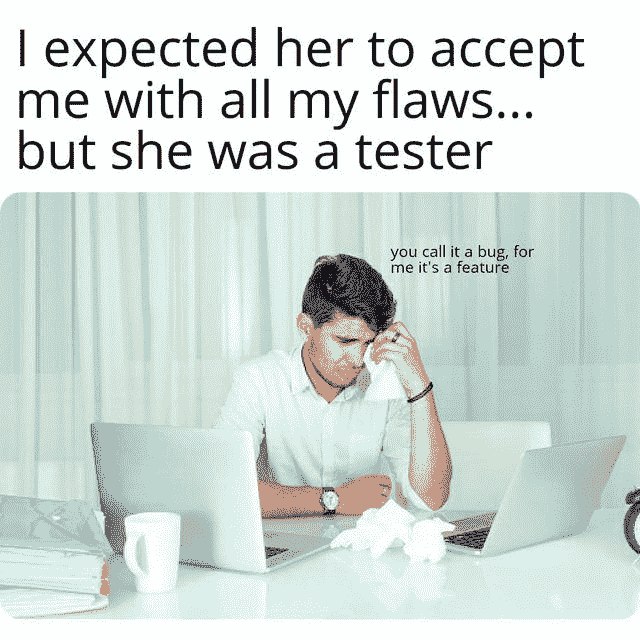 I expected her to accept
me with all my flaws...
but she was a tester
you call it a bug, for
me it's a feature